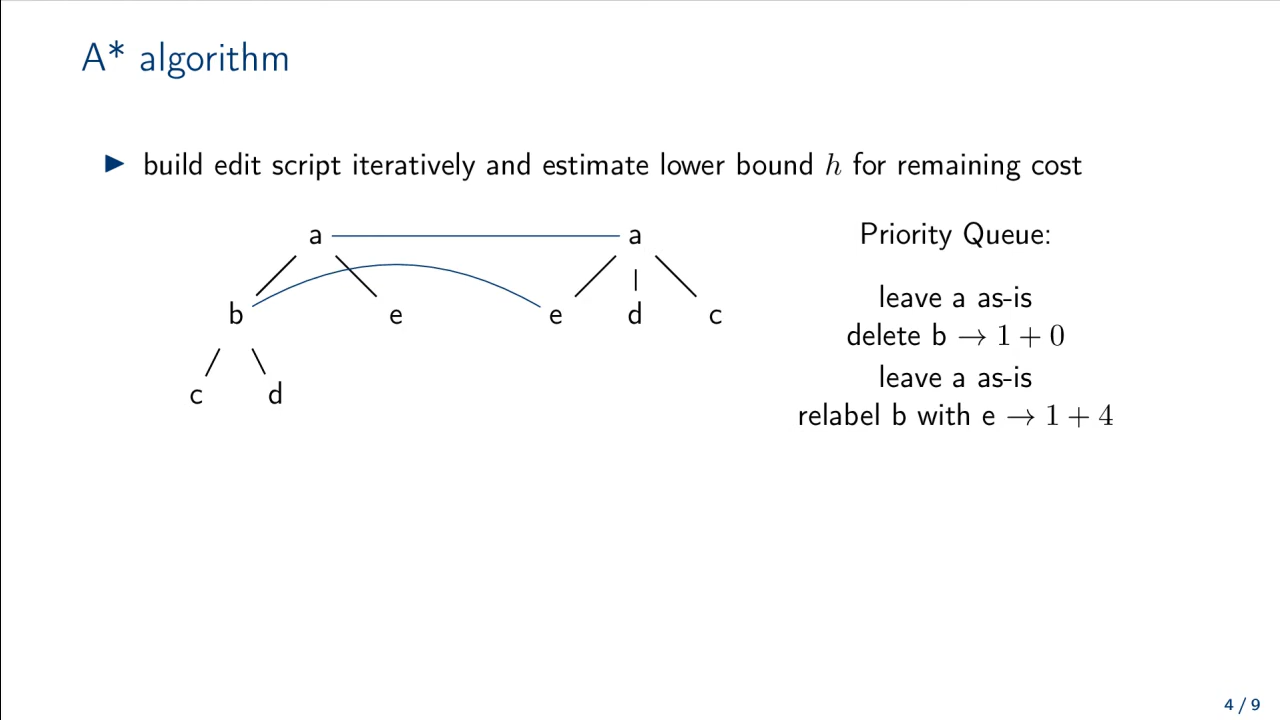 A* algorithm
▶ build edit script iteratively and estimate lower bound h for remaining cost
a a
b e e d c
c d
Priority Queue:
leave a as-is
delete b → 1 + 0
leave a as-is
relabel b with e → 1 + 4
4 / 9